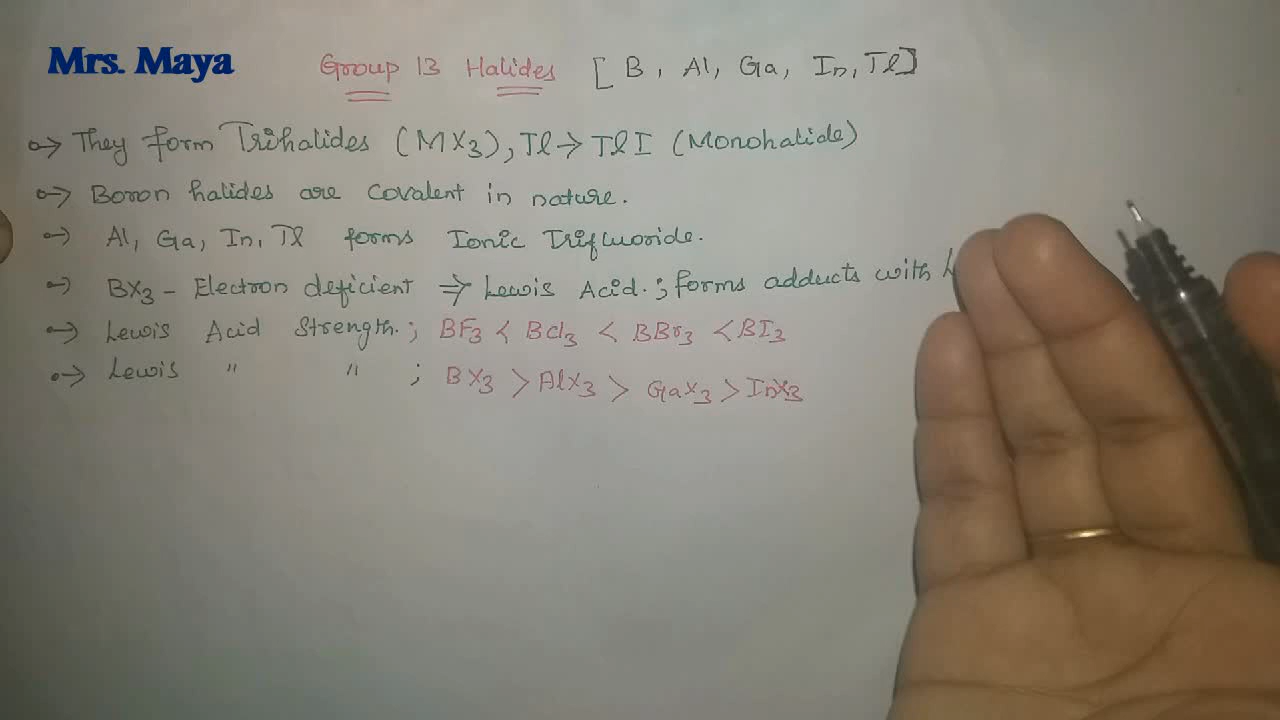 Mrs. Maya
Group 13 Halides [B, Al, Ga, In, Tl]
They form Trihalides (MX3), Tl → TlI (Monohalide)
Boron halides are covalent in nature.
Al, Ga, In, Tl forms Ionic Trifluoride.
BX3 - Electron deficient ⇒ Lewis Acid.; forms adducts with
Lewis Acid Strength. ; BF3 < BCl3 < BBr3 < BI3
Lewis " " ; BX3 > AlX3 > GaX3 > InX3